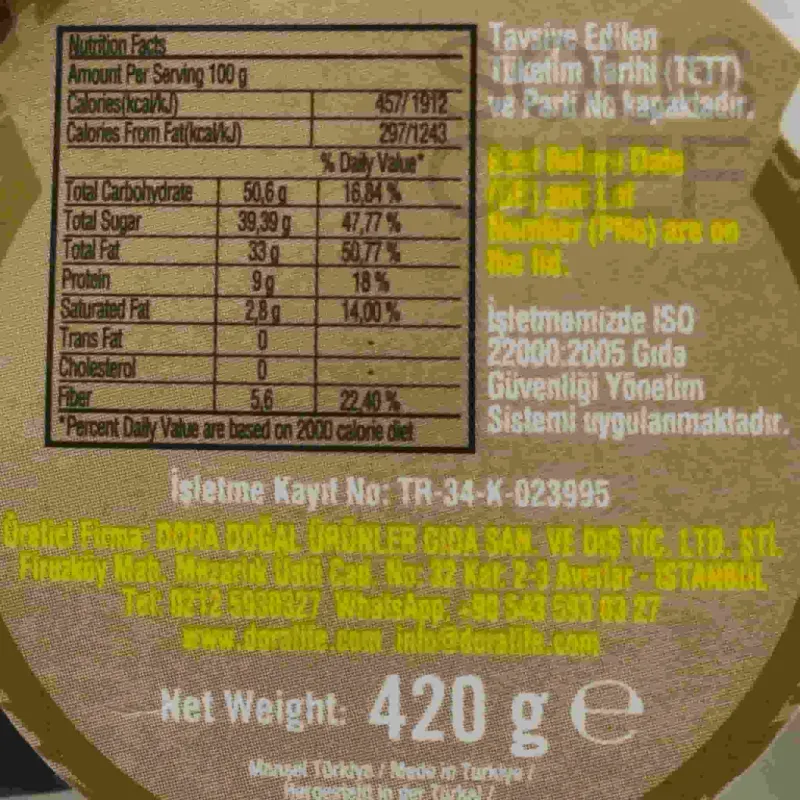 Nutrition Facts
Amount Per Serving 100 g
Calories(kcal/kJ) 457/1912
Calories From Fat(kcal/kJ) 297/1243
% Daily Value*
Total Carbohydrate 50,6 g 16,84 %
Total Sugar 39,39 g 47,77 %
Total Fat 33 g 50,77 %
Protein 9 g 18 %
Saturated Fat 2,8 g 14,00 %
Trans Fat 0 -
Cholesterol 0 -
Fiber 5,6 22,40 %
*Percent Daily Value are based on 2000 calorie diet
Tavsiye Edilen
Tüketim Tarihi (TETT)
ve Parti No kapaktadır.
Best Before Date
and Lot
Number (PNo) are on
the lid.
İşletmemizde ISO
22000:2005 Gıda
Güvenliği Yönetim
Sistemi uygulanmaktadır.
İşletme Kayıt No: TR-34-K-023995
Üretici Firma: DORA DOĞAL ÜRÜNLER GIDA SAN. VE DIŞ TİC. LTD. ŞTİ.
Firuzköy Mah. Mezarlık Üstü Cad. No: 32 Kat: 2-3 Avcılar - İSTANBUL
Tel: 0212 5930327 WhatsApp: +90 543 593 03 27
www.doralife.com info@doralife.com
Net Weight: 420 g ℮
Menşei Türkiye / Made in Turkiye /
Hergestellt in der Türkei /